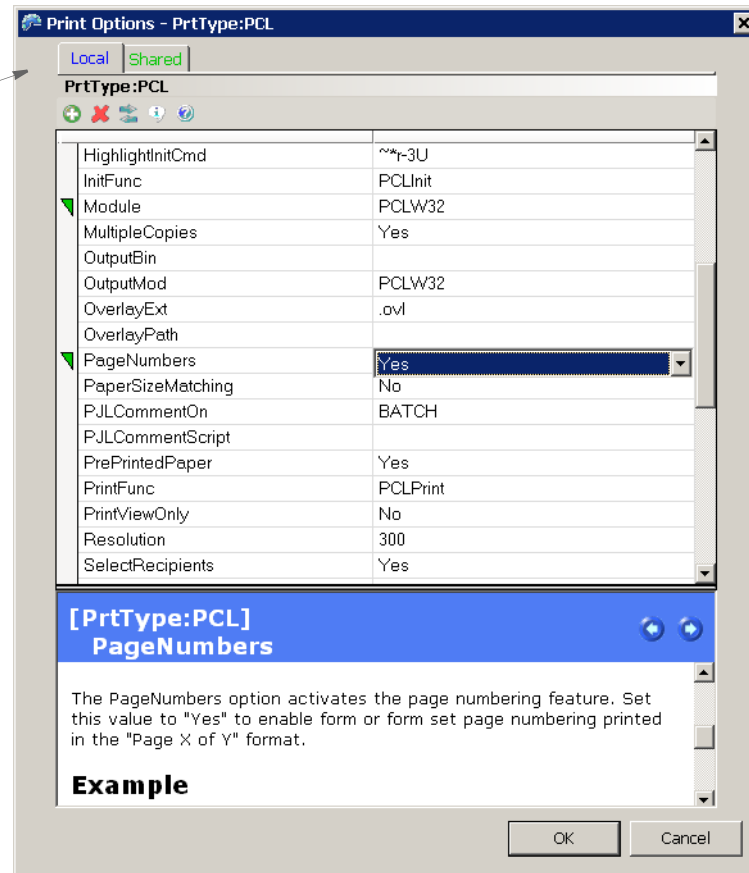 Print Options - PrtType:PCL
Local Shared
PrtType:PCL
HighlightInitCmd ~*r-3U
InitFunc PCLInit
Module PCLW32
MultipleCopies Yes
OutputBin
OutputMod PCLW32
OverlayExt .ovl
OverlayPath
PageNumbers Yes
PaperSizeMatching No
PJLCommentOn BATCH
PJLCommentScript
PrePrintedPaper Yes
PrintFunc PCLPrint
PrintViewOnly No
Resolution 300
SelectRecipients Yes
[PrtType:PCL]
PageNumbers
The PageNumbers option activates the page numbering feature. Set
this value to "Yes" to enable form or form set page numbering printed
in the "Page X of Y" format.
Example
OK Cancel